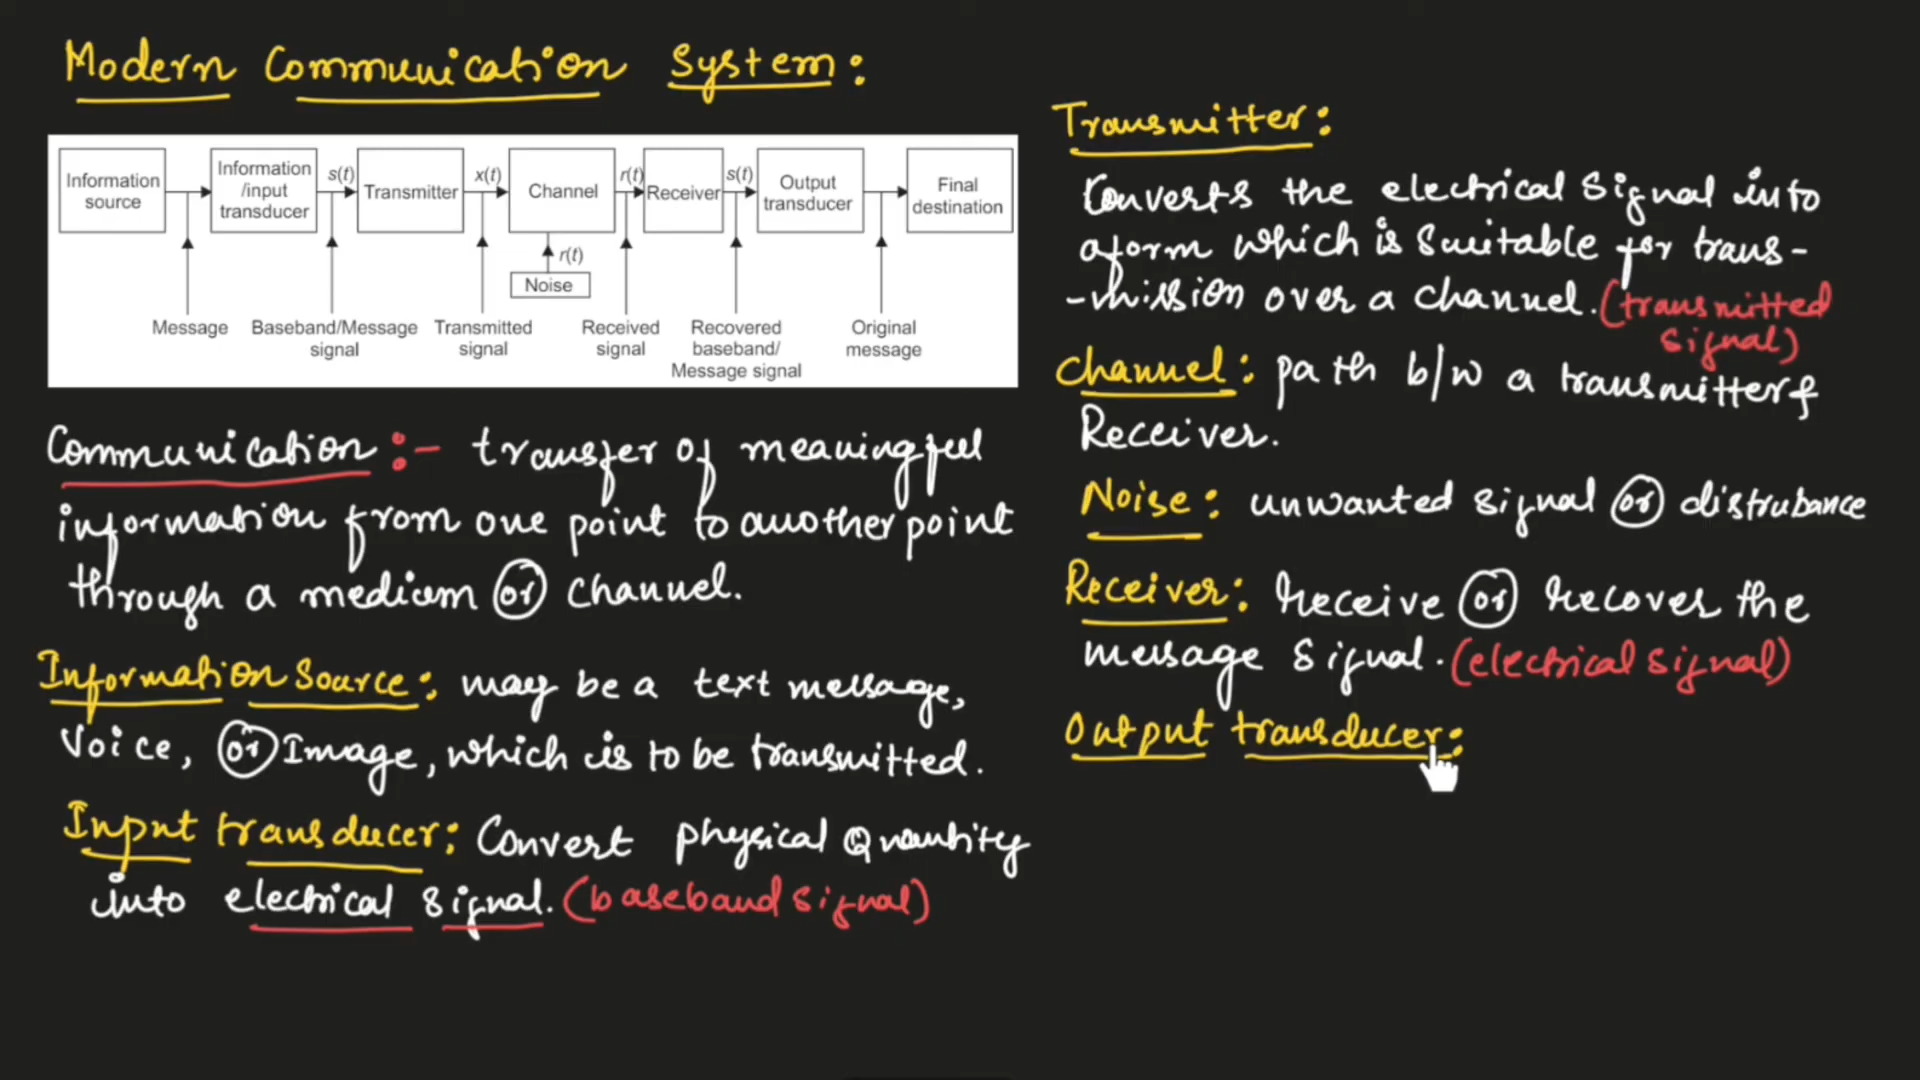 Modern Communication System:
Information source
Information /input transducer
s(t)
Transmitter
x(t)
Channel
r(t)
Receiver
s(t)
Output transducer
Final destination
r(t)
Noise
Message
Baseband/Message signal
Transmitted signal
Received signal
Recovered baseband/ Message signal
Original message
Communication :- transfer of meaningful
information from one point to another point
through a medium or channel.
Information Source: may be a text message,
Voice, or Image, which is to be transmitted.
Input transducer: Convert physical Quantity
into electrical signal. (baseband signal)
Transmitter:
Converts the electrical signal into
a form which is suitable for trans-
-mission over a channel. (transmitted
signal)
Channel: path b/w a transmitter &
Receiver.
Noise: unwanted signal or distrubance
Receiver: receive or recover the
message signal. (electrical signal)
Output transducer: